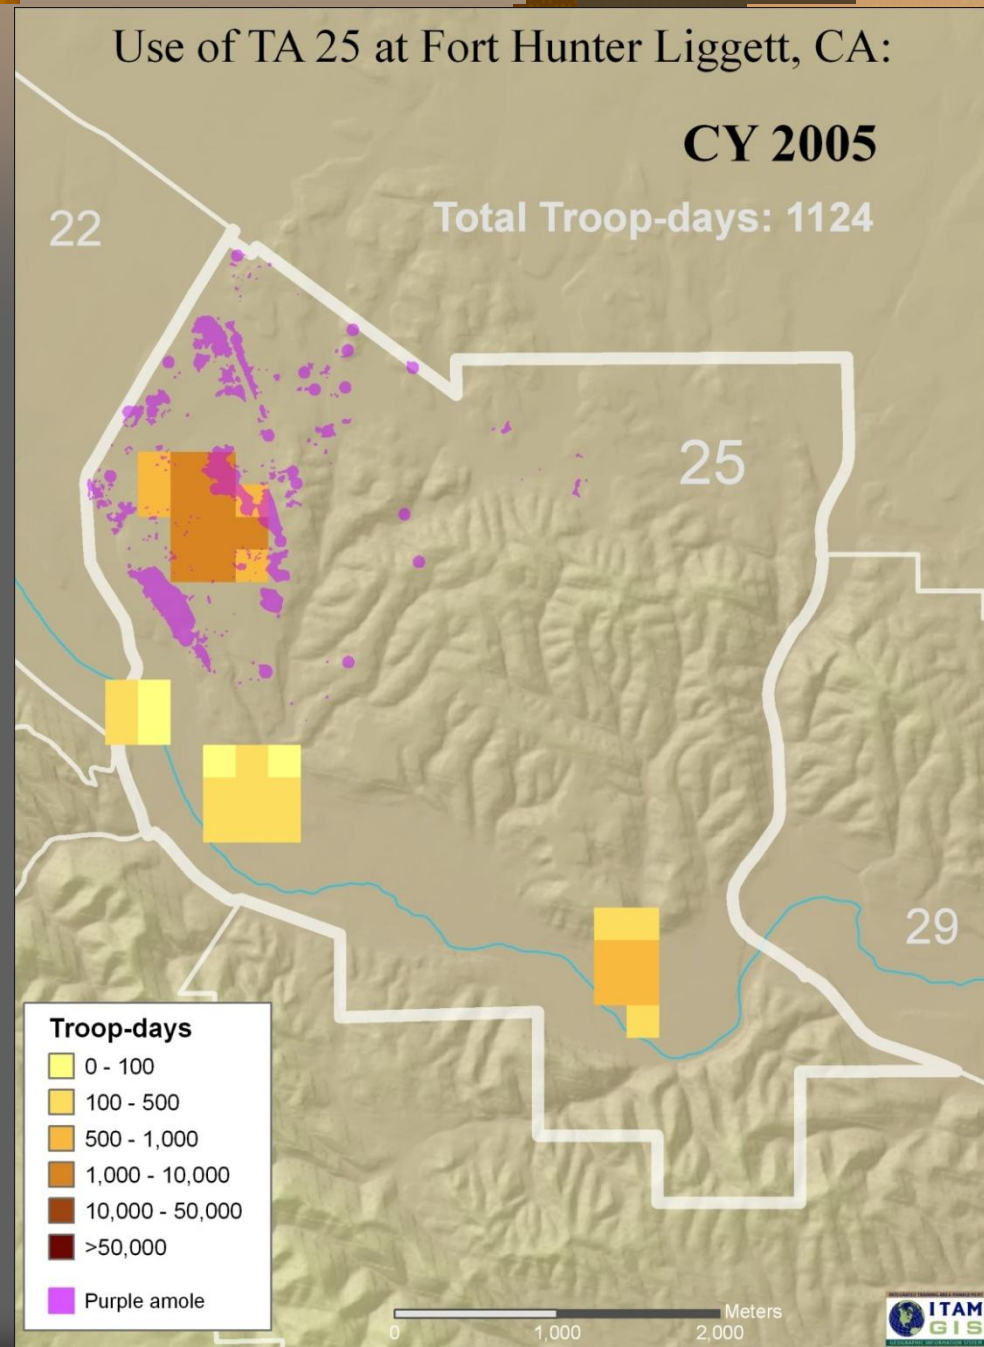 Use of TA 25 at Fort Hunter Liggett, CA:
CY 2005
Total Troop-days: 1124
22
25
29
Troop-days
0 - 100
100 - 500
500 - 1,000
1,000 - 10,000
10,000 - 50,000
>50,000
Purple amole
Meters
0 1,000 2,000
ITAM
GIS